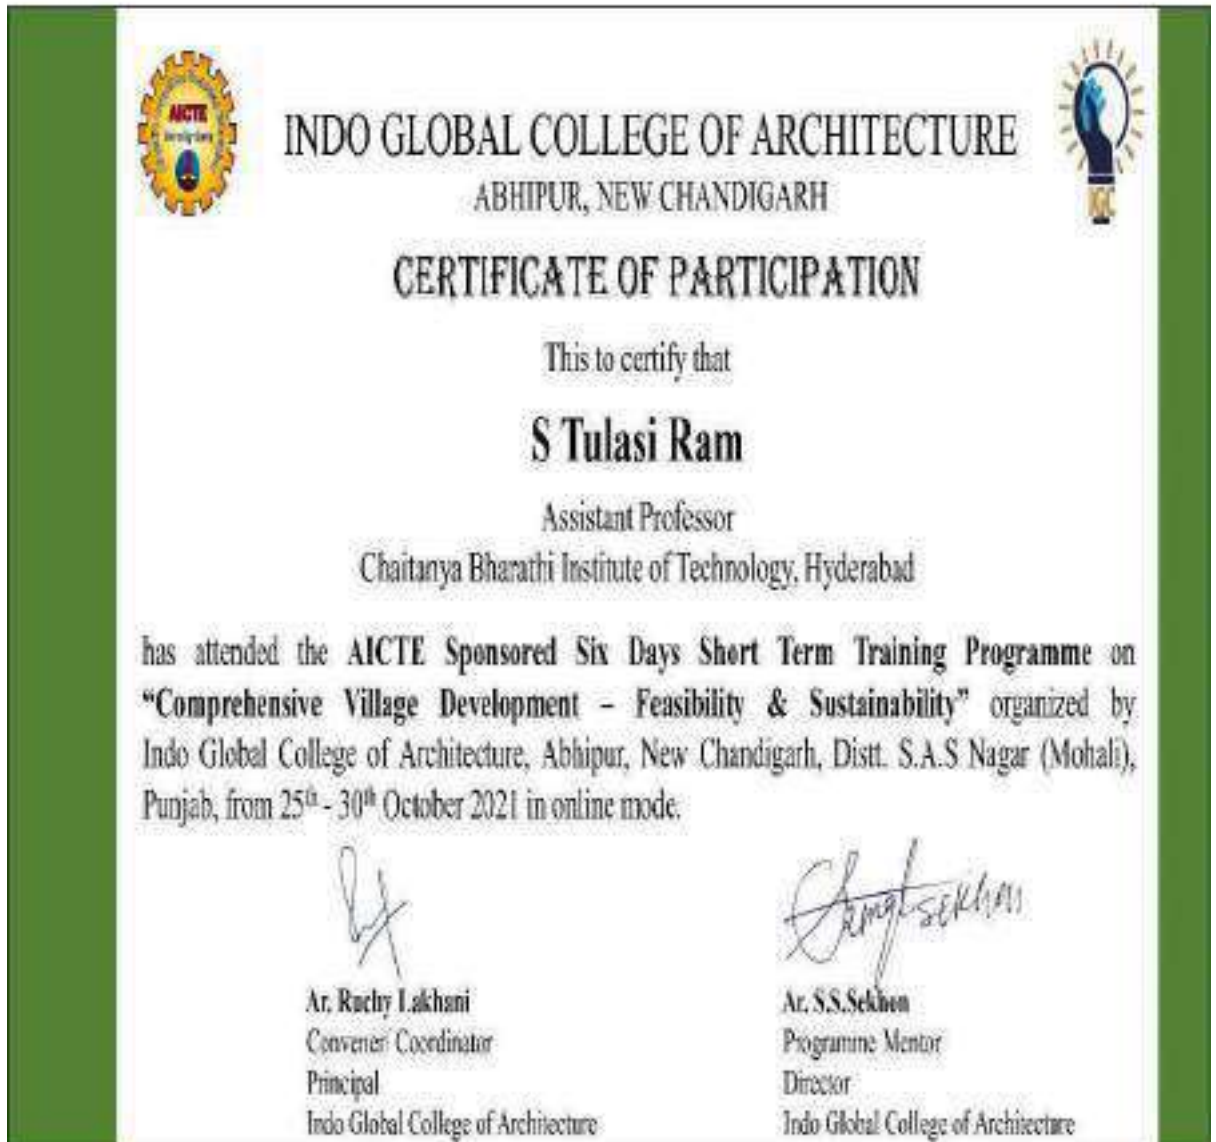 AICTE
INDO GLOBAL COLLEGE OF ARCHITECTURE
IGC
ABHIPUR, NEW CHANDIGARH
CERTIFICATE OF PARTICIPATION
This to certify that
S Tulasi Ram
Assistant Professor
Chaitanya Bharathi Institute of Technology, Hyderabad
has attended the AICTE Sponsored Six Days Short Term Training Programme on
“Comprehensive Village Development – Feasibility & Sustainability” organized by
Indo Global College of Architecture, Abhipur, New Chandigarh, Distt. S.A.S Nagar (Mohali),
Punjab, from 25th - 30th October 2021 in online mode.
Sekhon
Ar. Ruchy Lakhani
Ar. S.S.Sekhon
Convener/ Coordinator
Programme Mentor
Principal
Director
Indo Global College of Architecture
Indo Global College of Architecture